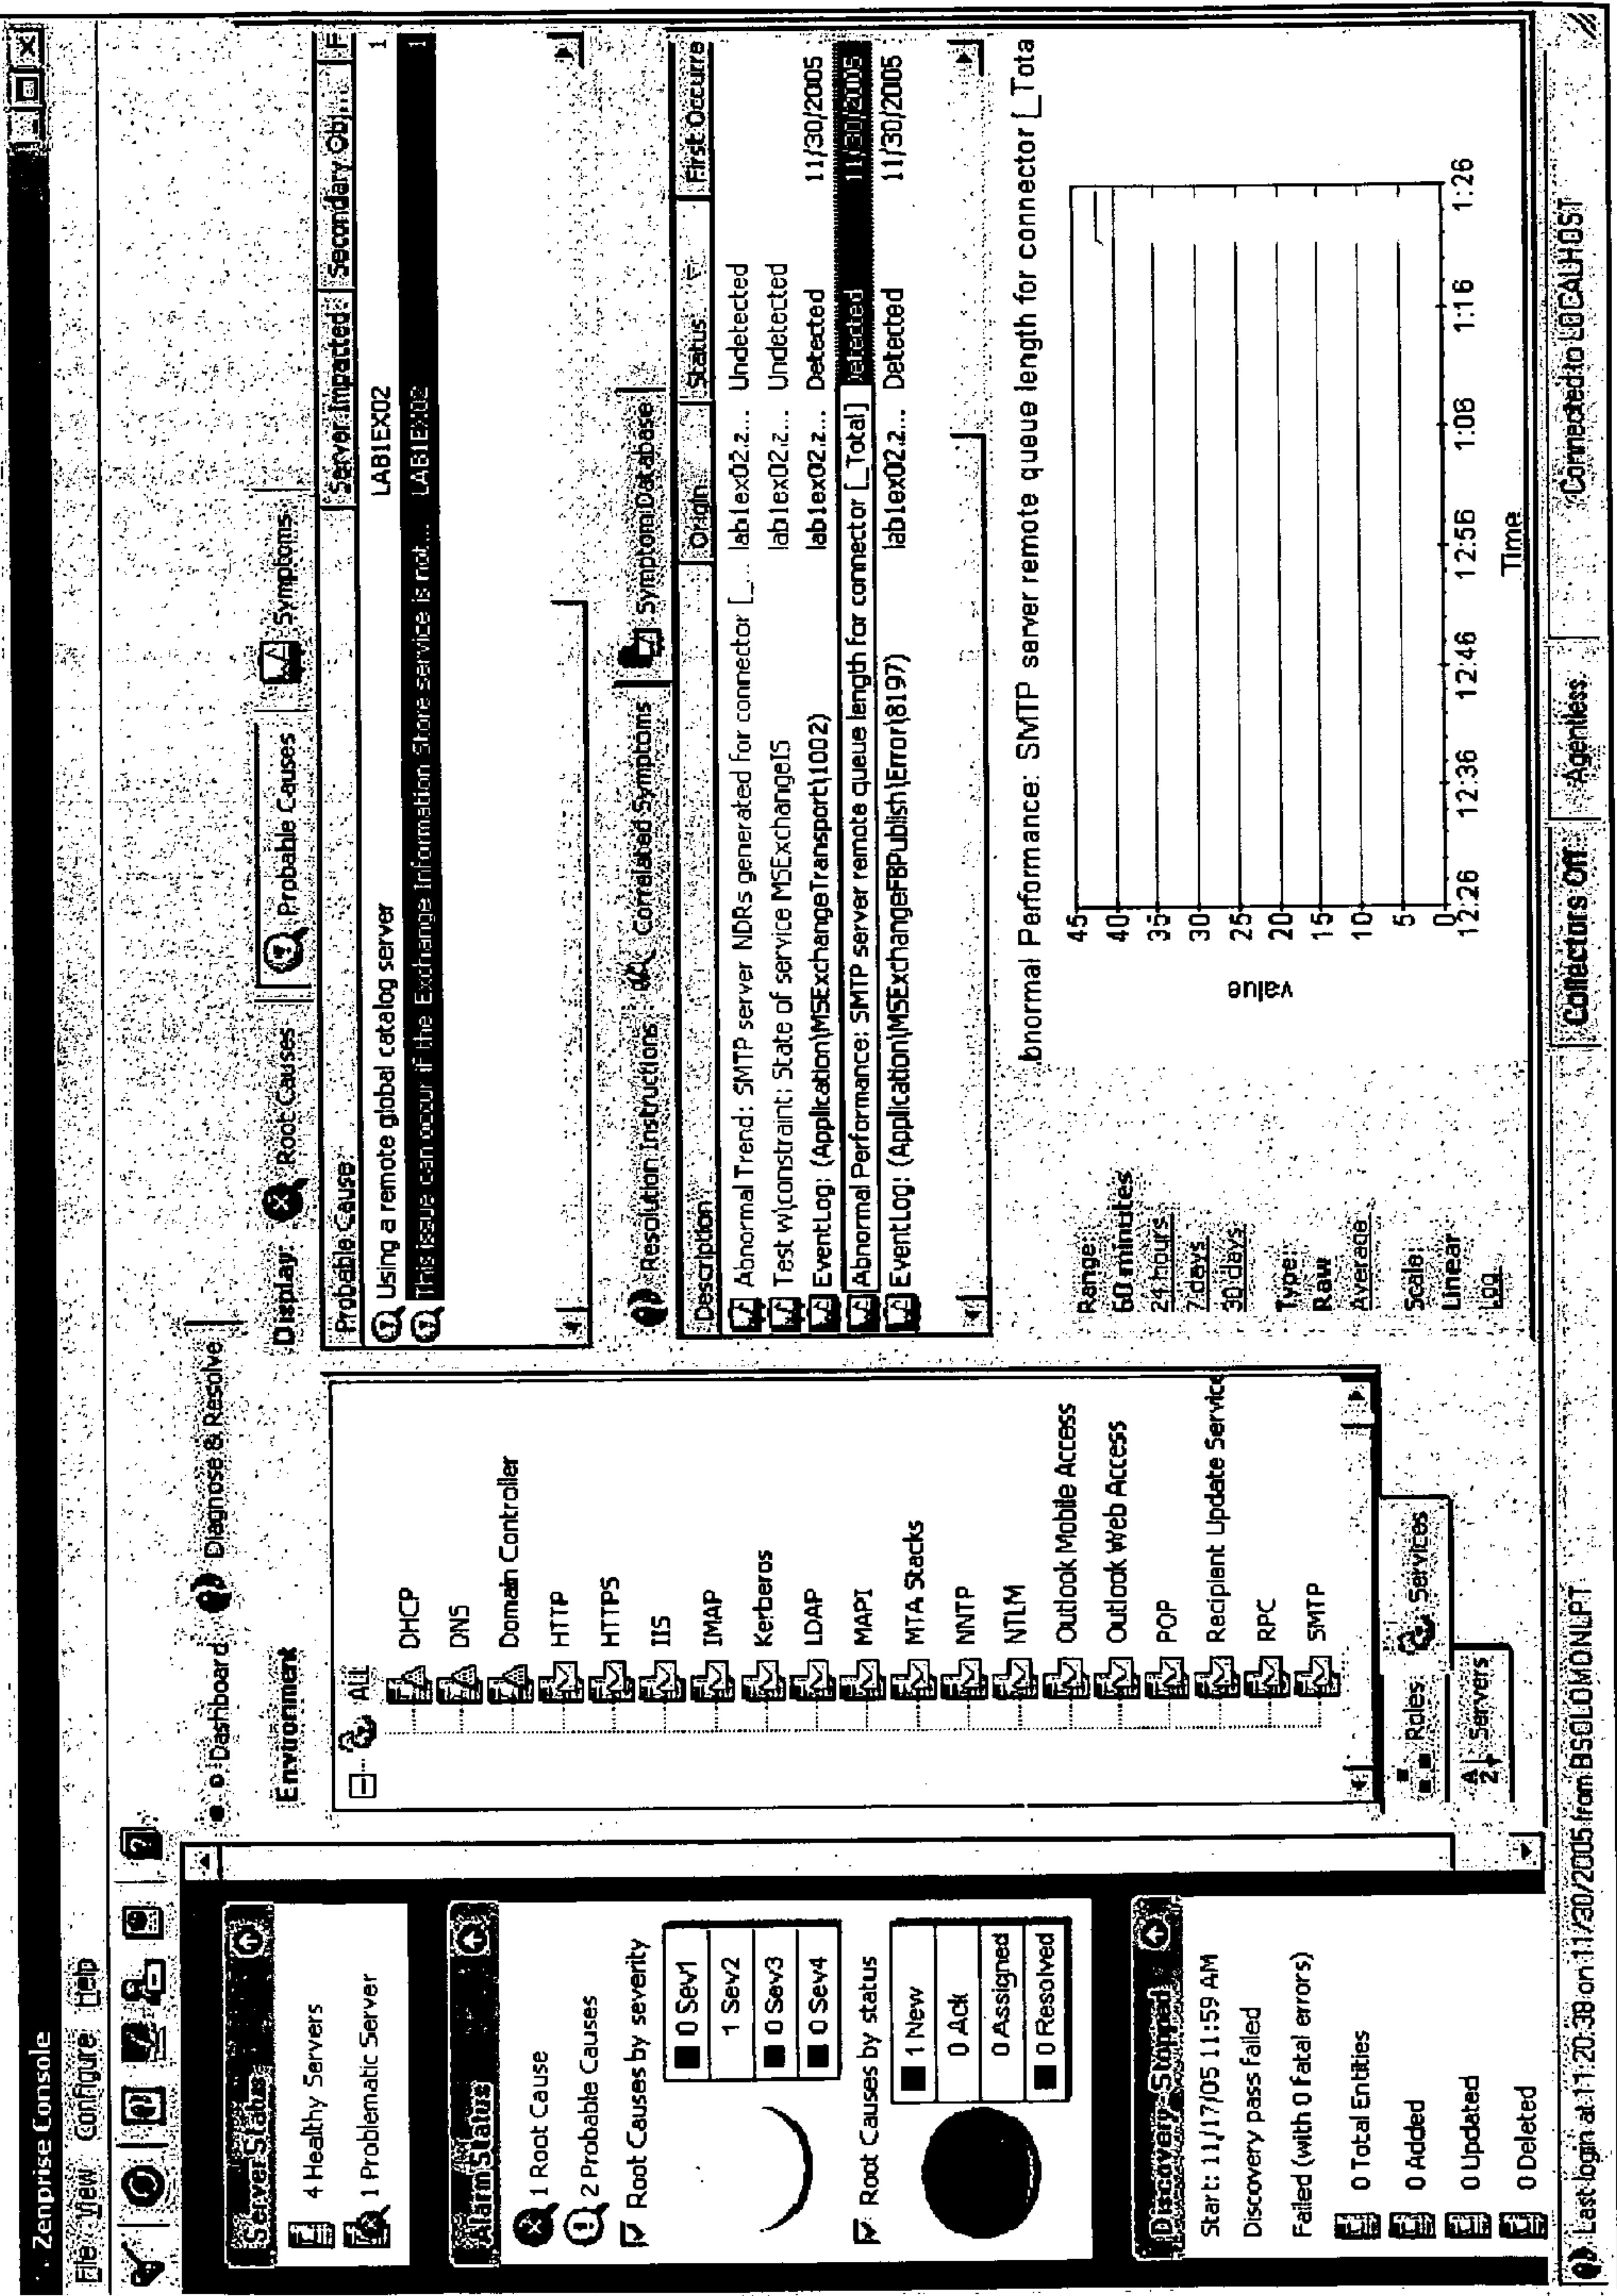 Zenprise Console
File View Configure Help
Server Status
4 Healthy Servers
1 Problematic Server
Alarm Status
1 Root Cause
2 Probable Causes
Root Causes by severity
0 Sev1
1 Sev2
0 Sev3
0 Sev4
Root Causes by status
1 New
0 Ack
0 Assigned
0 Resolved
Discovery-Stopped
Start: 11/17/05 11:59 AM
Discovery pass failed
Failed (with 0 Fatal errors)
0 Total Entities
0 Added
0 Updated
0 Deleted
Dashboard Diagnose & Resolve
Environment
ALL
DHCP
DNS
Domain Controller
HTTP
HTTPS
IIS
IMAP
Kerberos
LDAP
MAPI
MTA Stacks
NNTP
NTLM
Outlook Mobile Access
Outlook Web Access
POP
Recipient Update Service
RPC
SMTP
Roles Services
Servers
Display Root Causes Probable Causes Symptoms
Probable Cause Server Impacted Secondary Obj... F
Using a remote global catalog server LAB1EX02 1
This issue can occur if the Exchange Information Store service is not... LAB1EX02 1
Resolution Instructions Correlated Symptoms Symptom Database
Description Origin Status First Occurre
Abnormal Trend: SMTP server NDRs generated for connector [_... lab1ex02.z... Undetected
Test w/constraint: State of service MSExchangeIS lab1ex02.z... Undetected
EventLog: (Application\MSExchangeTransport\1002) lab1ex02.z... Detected 11/30/2005
Abnormal Performance: SMTP server remote queue length for connector [_Total] Detected 11/30/2005
EventLog: (Application\MSExchangeFBPublish\Error\8197) lab1ex02.z... Detected 11/30/2005
Range:
60 minutes
24 hours
7 days
30 days
Type:
Raw
Average
Scale:
Linear
Log
bnormal Performance: SMTP server remote queue length for connector [_Tota
value
45
40
35
30
25
20
15
10
5
0
12:26 12:36 12:46 12:56 1:06 1:16 1:26
Time
Last login at 11:20:38 on 11/30/2005 from BSOLOMONLPT Collectors Off Agentless Connected to LOCALHOST